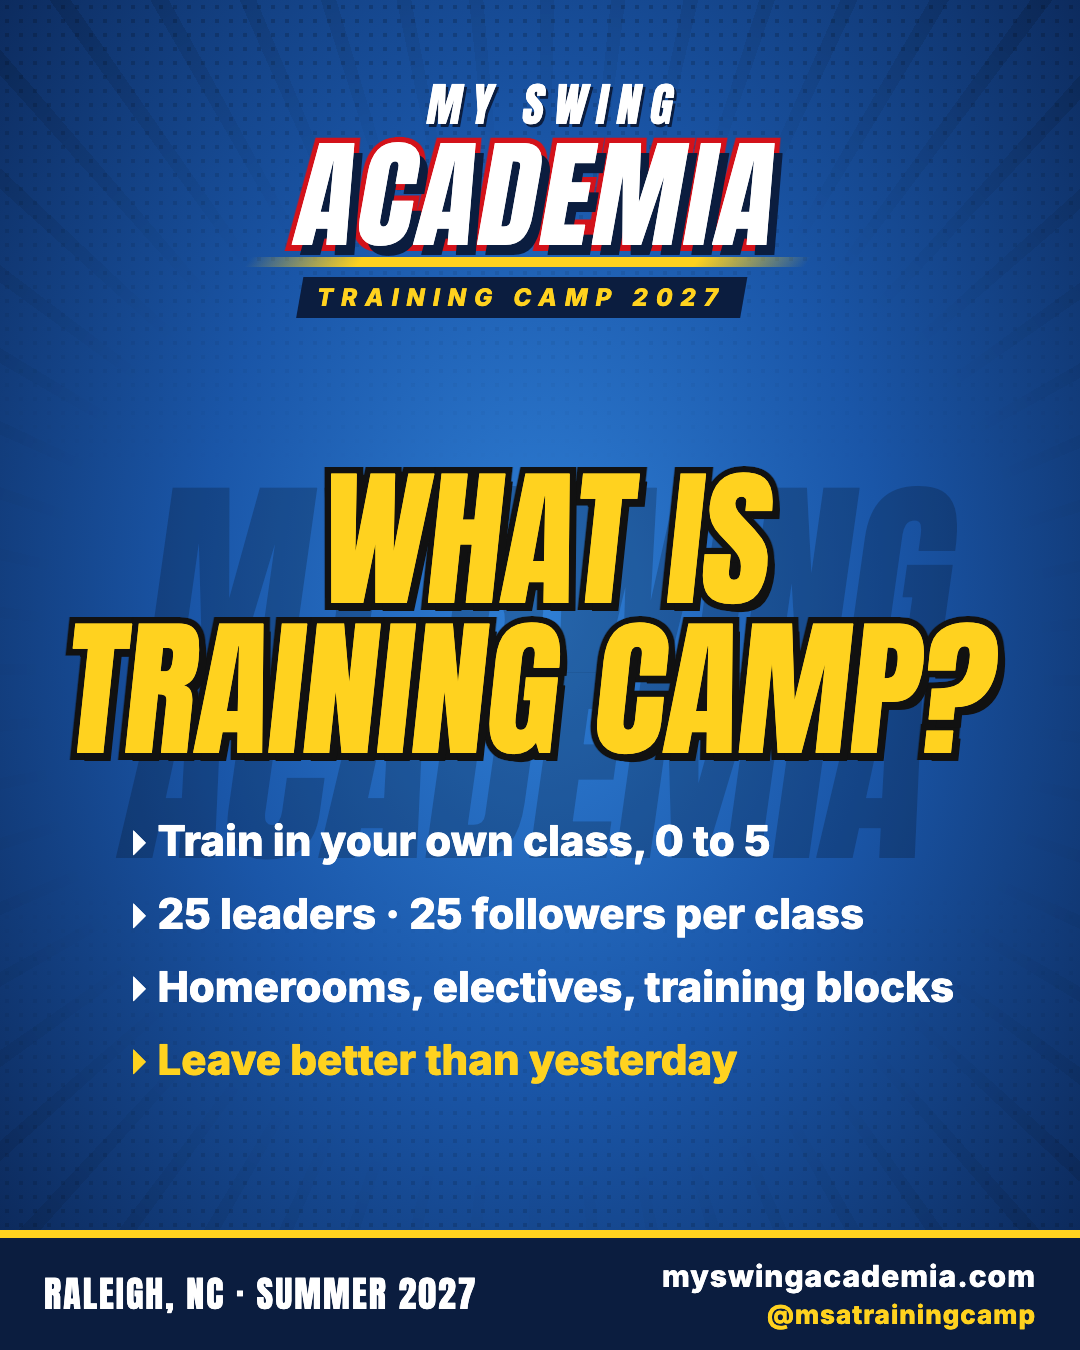 MY SWING
ACADEMIA
TRAINING CAMP 2027
WHAT IS
TRAINING CAMP?
Train in your own class, 0 to 5
25 leaders · 25 followers per class
Homerooms, electives, training blocks
Leave better than yesterday
RALEIGH, NC · SUMMER 2027
myswingacademia.com
@msatrainingcamp